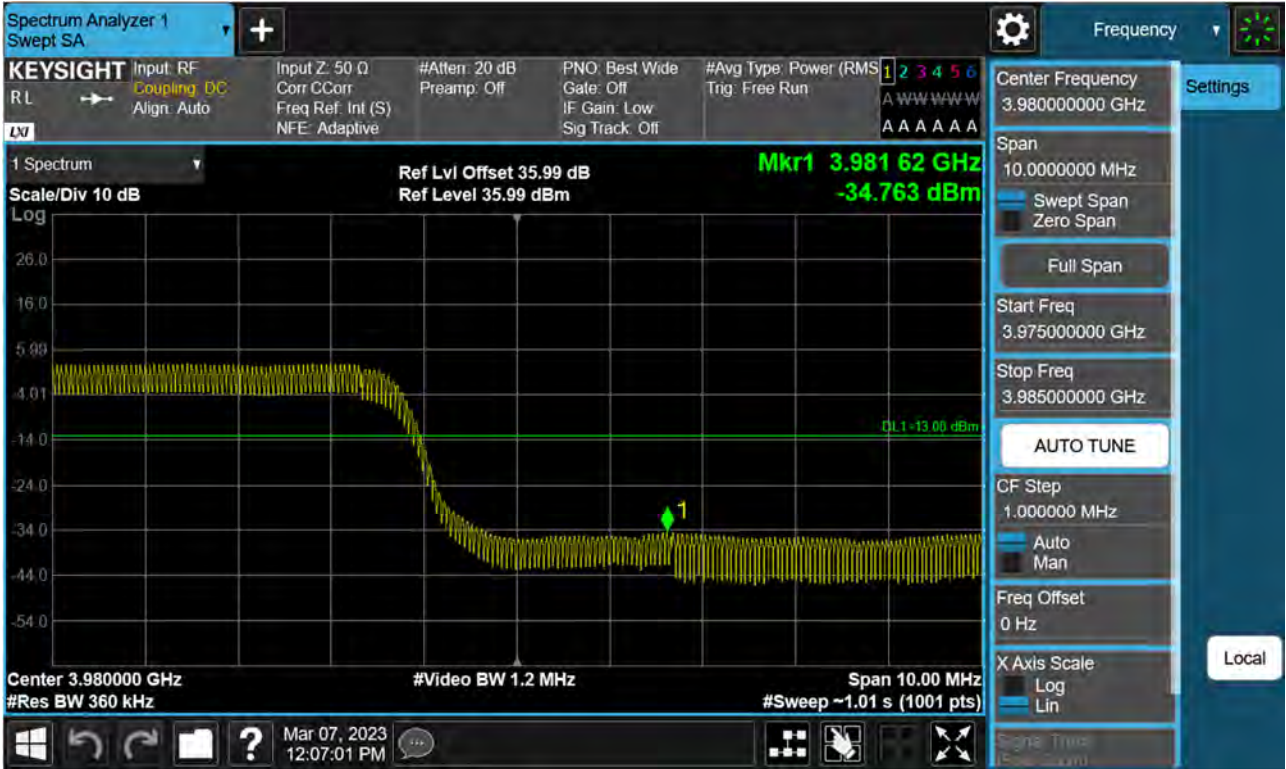 Spectrum Analyzer 1
Swept SA
+
Frequency
KEYSIGHT
RL
LXI
Input: RF
Coupling: DC
Align: Auto
Input Z: 50 Ω
Corr CCorr
Freq Ref: Int (S)
NFE: Adaptive
#Atten: 20 dB
Preamp: Off
PNO: Best Wide
Gate: Off
IF Gain: Low
Sig Track: Off
#Avg Type: Power (RMS
Trig: Free Run
1 2 3 4 5 6
A W W W W W
A A A A A A
1 Spectrum
Scale/Div 10 dB
Log
Ref Lvl Offset 35.99 dB
Ref Level 35.99 dBm
Mkr1 3.981 62 GHz
-34.763 dBm
26.0
16.0
5.99
-4.01
-14.0
-24.0
-34.0
-44.0
-54.0
DL1 -13.00 dBm
1
Center 3.980000 GHz
#Res BW 360 kHz
#Video BW 1.2 MHz
Span 10.00 MHz
#Sweep ~1.01 s (1001 pts)
Center Frequency
3.980000000 GHz
Span
10.0000000 MHz
Swept Span
Zero Span
Full Span
Start Freq
3.975000000 GHz
Stop Freq
3.985000000 GHz
AUTO TUNE
CF Step
1.000000 MHz
Auto
Man
Freq Offset
0 Hz
X Axis Scale
Log
Lin
Settings
Local
?
Mar 07, 2023
12:07:01 PM